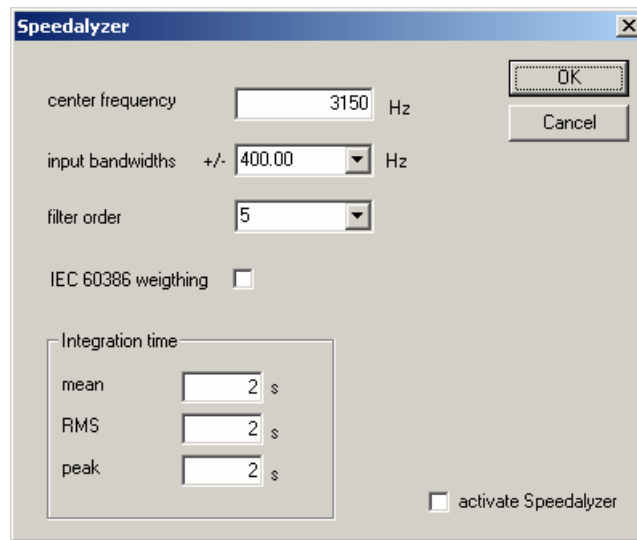 Speedalyzer
OK
center frequency 3150 Hz
Cancel
input bandwidths +/- 400.00 Hz
filter order 5
IEC 60386 weigthing
Integration time
mean 2 s
RMS 2 s
peak 2 s
activate Speedalyzer